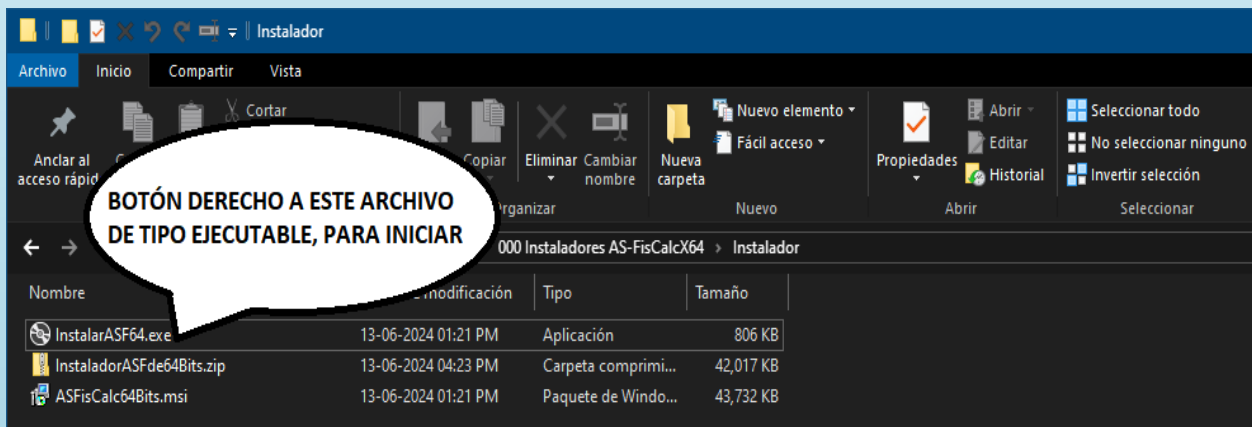 Instalador
Archivo Inicio Compartir Vista
Cortar
Nuevo elemento
Abrir
Seleccionar todo
Fácil acceso
Editar
No seleccionar ninguno
Anclar al
acceso
Copiar
Eliminar
Cambiar
nombre
Nueva
carpeta
Propiedades
Historial
Invertir selección
Nuevo
Abrir
Seleccionar
BOTÓN DERECHO A ESTE ARCHIVO
DE TIPO EJECUTABLE, PARA INICIAR
000 Instaladores AS-FisCalcX64 > Instalador
Nombre modificación Tipo Tamaño
InstalarASF64.exe 13-06-2024 01:21 PM Aplicación 806 KB
InstaladorASFde64Bits.zip 13-06-2024 04:23 PM Carpeta comprimi... 42,017 KB
ASFisCalc64Bits.msi 13-06-2024 01:21 PM Paquete de Windo... 43,732 KB